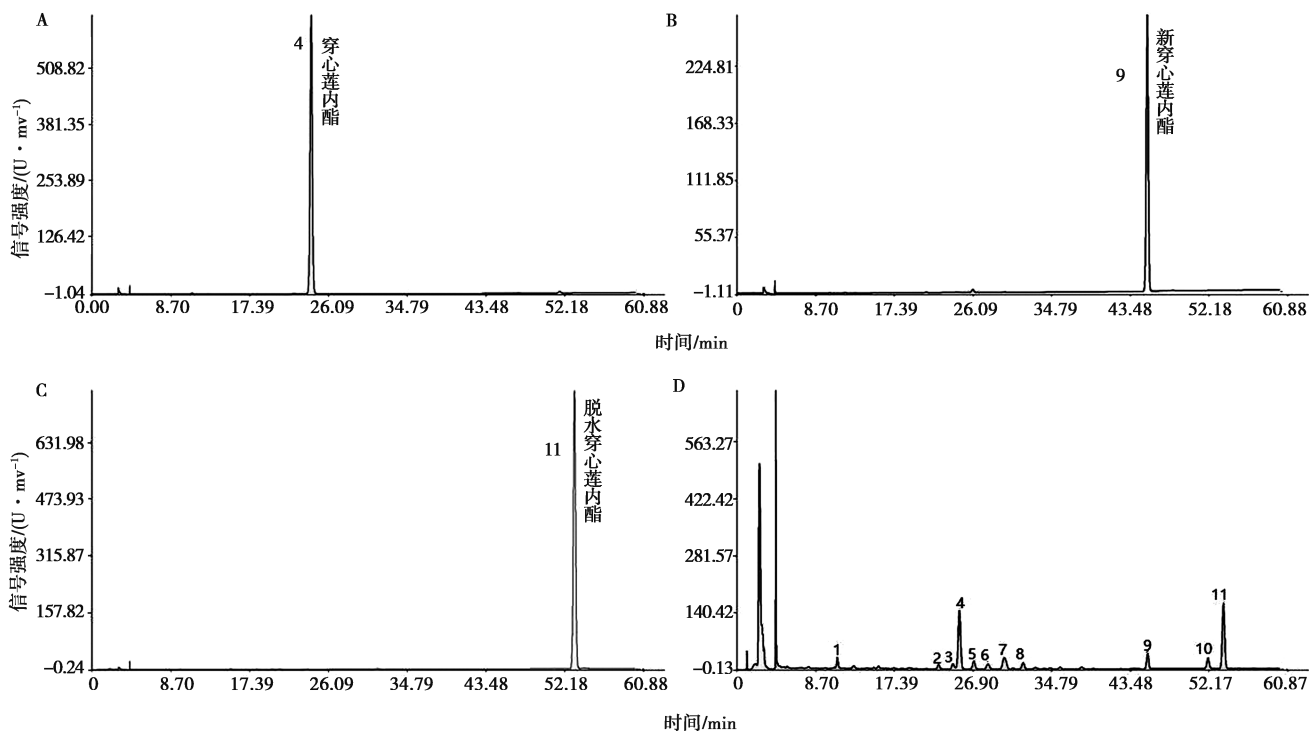 A
信号强度/(U·mv⁻¹)
508.82
381.35
253.89
126.42
−1.04
4
穿心莲内酯
0.00 8.70 17.39 26.09 34.79 43.48 52.18 60.88
B
224.81
168.33
111.85
55.37
−1.11
9
新穿心莲内酯
0 8.70 17.39 26.09 34.79 43.48 52.18 60.88
时间/min
C
信号强度/(U·mv⁻¹)
631.98
473.93
315.87
157.82
−0.24
11
脱水穿心莲内酯
0 8.70 17.39 26.09 34.79 43.48 52.18 60.88
D
563.27
422.42
281.57
140.42
−0.13
1 2 3 4 5 6 7 8 9 10 11
0 8.70 17.39 26.90 34.79 43.48 52.17 60.87
时间/min